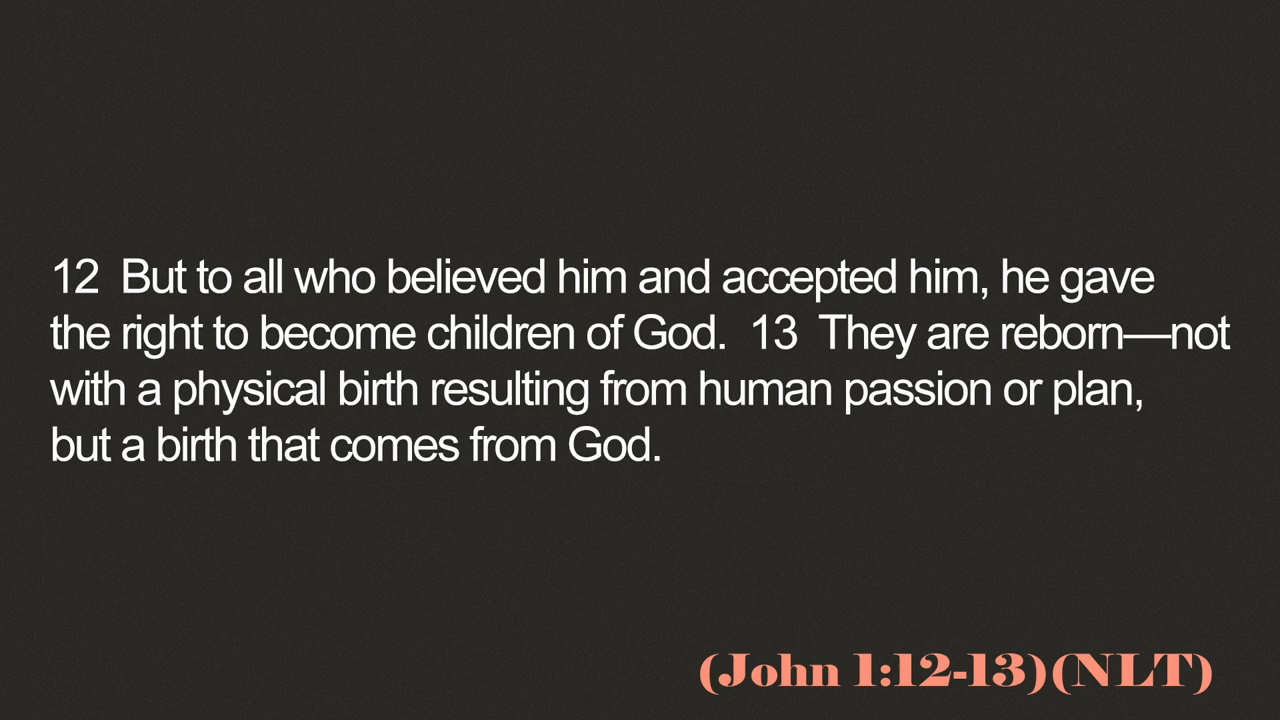 12  But to all who believed him and accepted him, he gave
the right to become children of God.  13  They are reborn—not
with a physical birth resulting from human passion or plan,
but a birth that comes from God.
(John 1:12-13)(NLT)